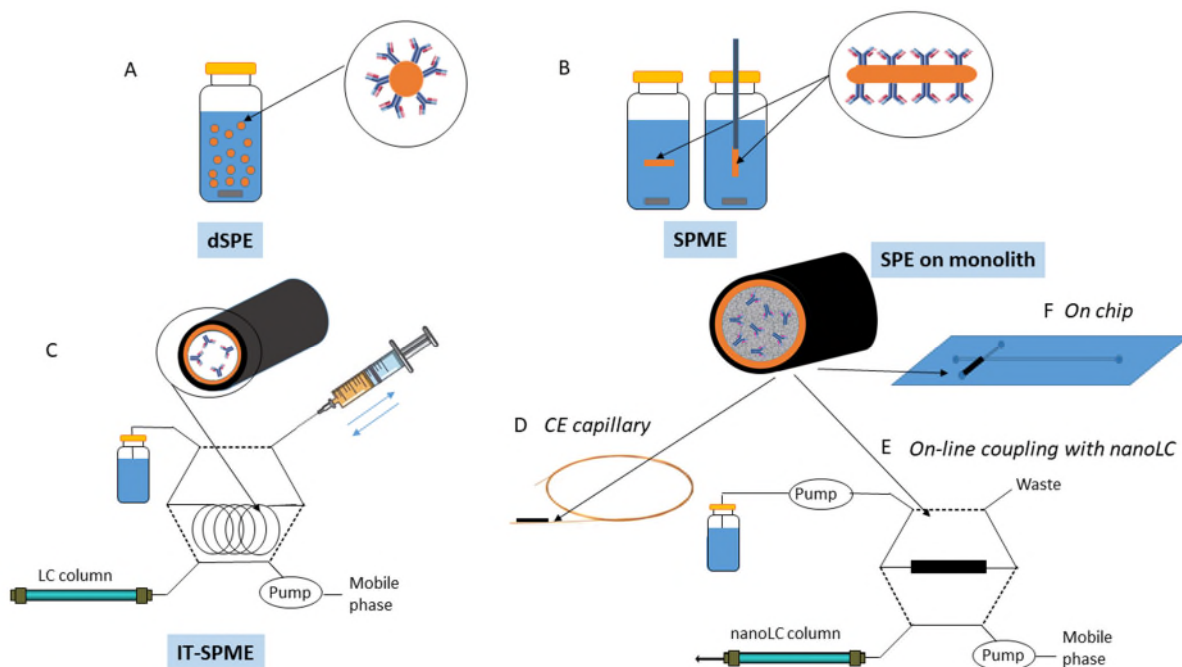 A
dSPE
B
SPME
SPE on monolith
C
LC column
Pump
Mobile
phase
IT-SPME
D
CE capillary
F
On chip
E
On-line coupling with nanoLC
Pump
Waste
nanoLC column
Pump
Mobile
phase